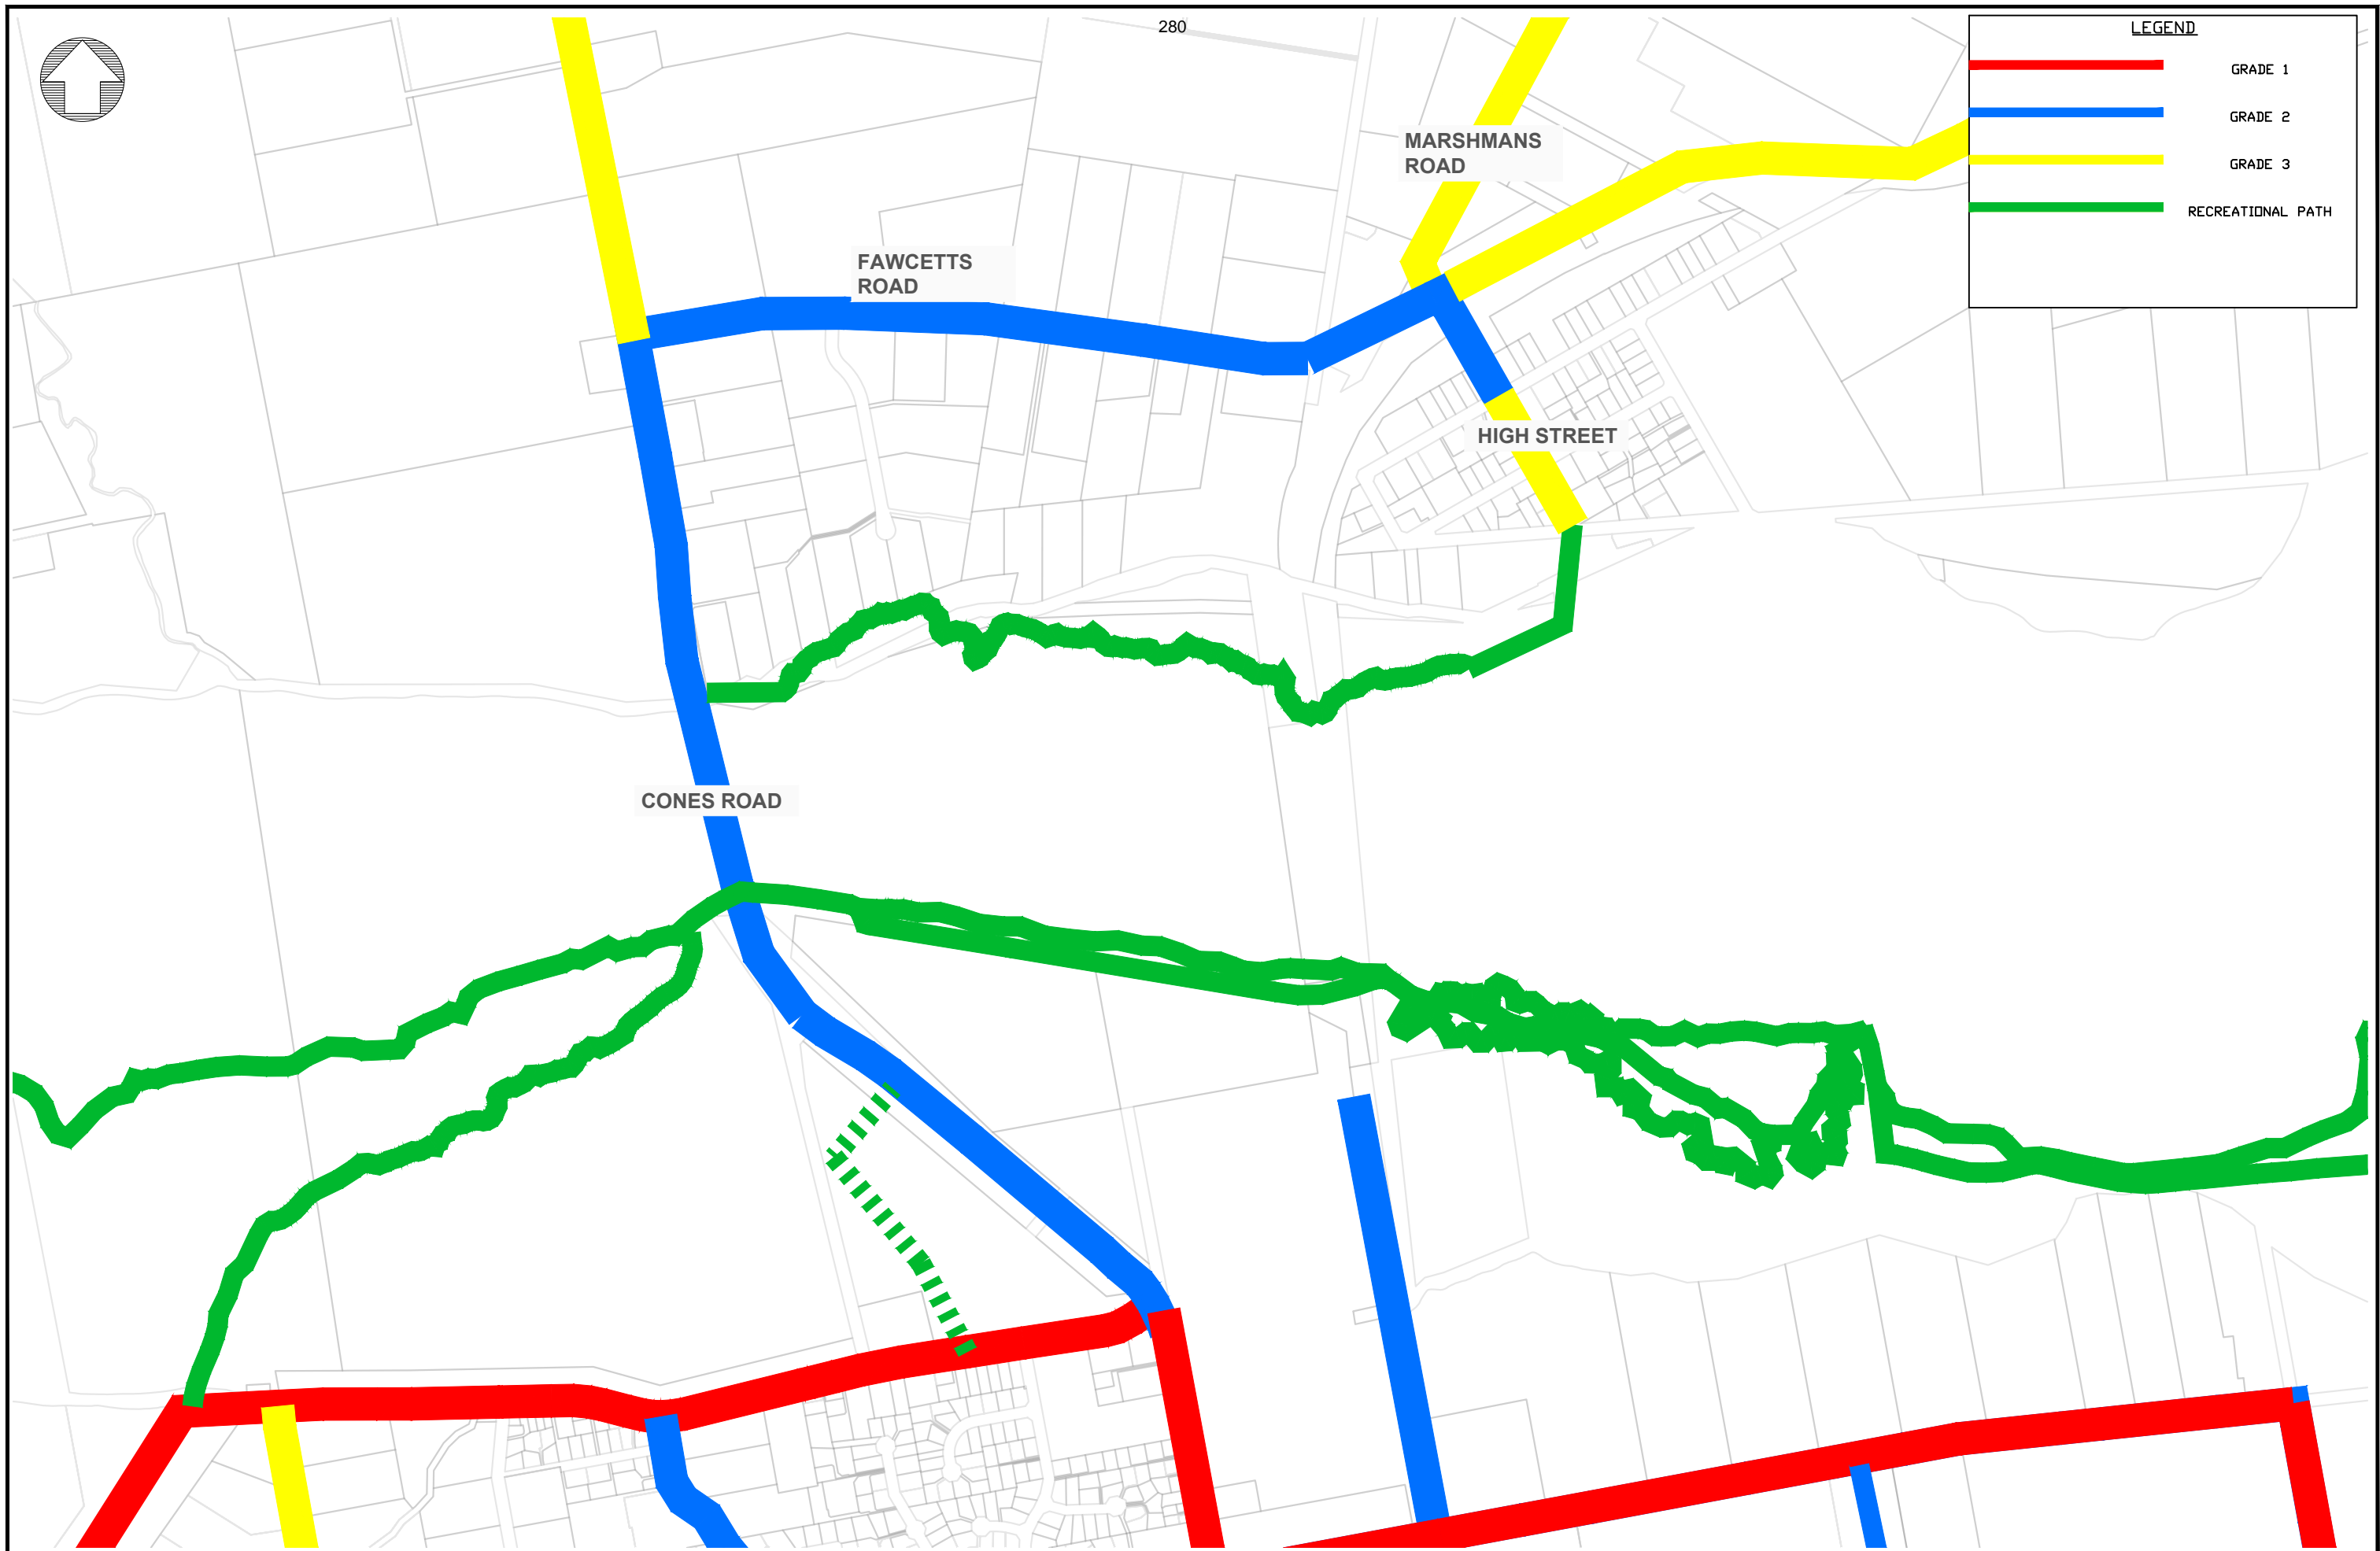 280
LEGEND
GRADE 1
GRADE 2
GRADE 3
RECREATIONAL PATH
MARSHMANS
ROAD
FAWCETTS
ROAD
HIGH STREET
CONES ROAD